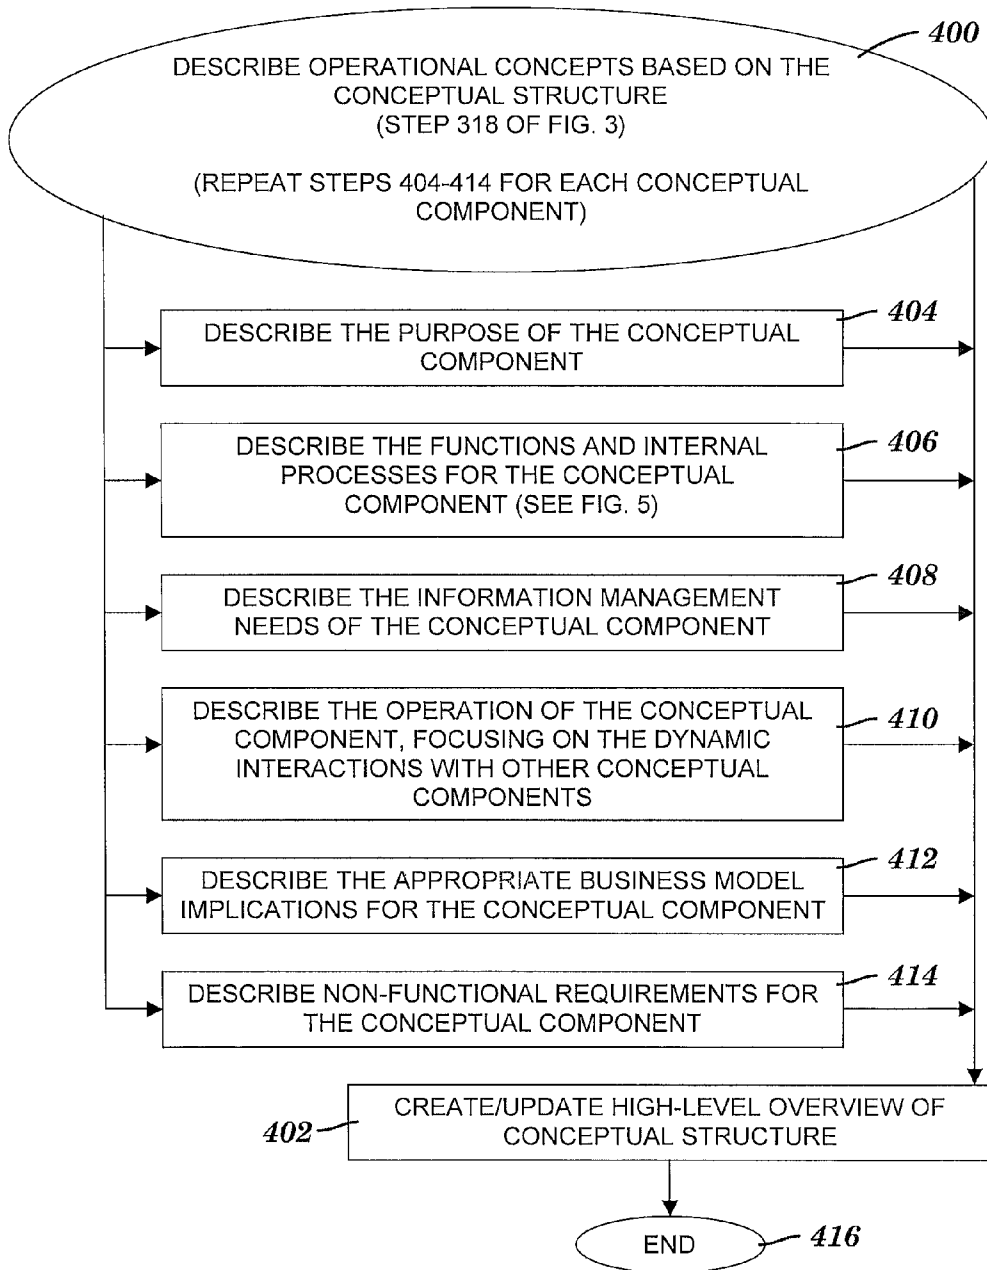 400
DESCRIBE OPERATIONAL CONCEPTS BASED ON THE
CONCEPTUAL STRUCTURE
(STEP 318 OF FIG. 3)
(REPEAT STEPS 404-414 FOR EACH CONCEPTUAL
COMPONENT)
404
DESCRIBE THE PURPOSE OF THE CONCEPTUAL
COMPONENT
406
DESCRIBE THE FUNCTIONS AND INTERNAL
PROCESSES FOR THE CONCEPTUAL
COMPONENT (SEE FIG. 5)
408
DESCRIBE THE INFORMATION MANAGEMENT
NEEDS OF THE CONCEPTUAL COMPONENT
410
DESCRIBE THE OPERATION OF THE CONCEPTUAL
COMPONENT, FOCUSING ON THE DYNAMIC
INTERACTIONS WITH OTHER CONCEPTUAL
COMPONENTS
412
DESCRIBE THE APPROPRIATE BUSINESS MODEL
IMPLICATIONS FOR THE CONCEPTUAL COMPONENT
414
DESCRIBE NON-FUNCTIONAL REQUIREMENTS FOR
THE CONCEPTUAL COMPONENT
402
CREATE/UPDATE HIGH-LEVEL OVERVIEW OF
CONCEPTUAL STRUCTURE
END
416